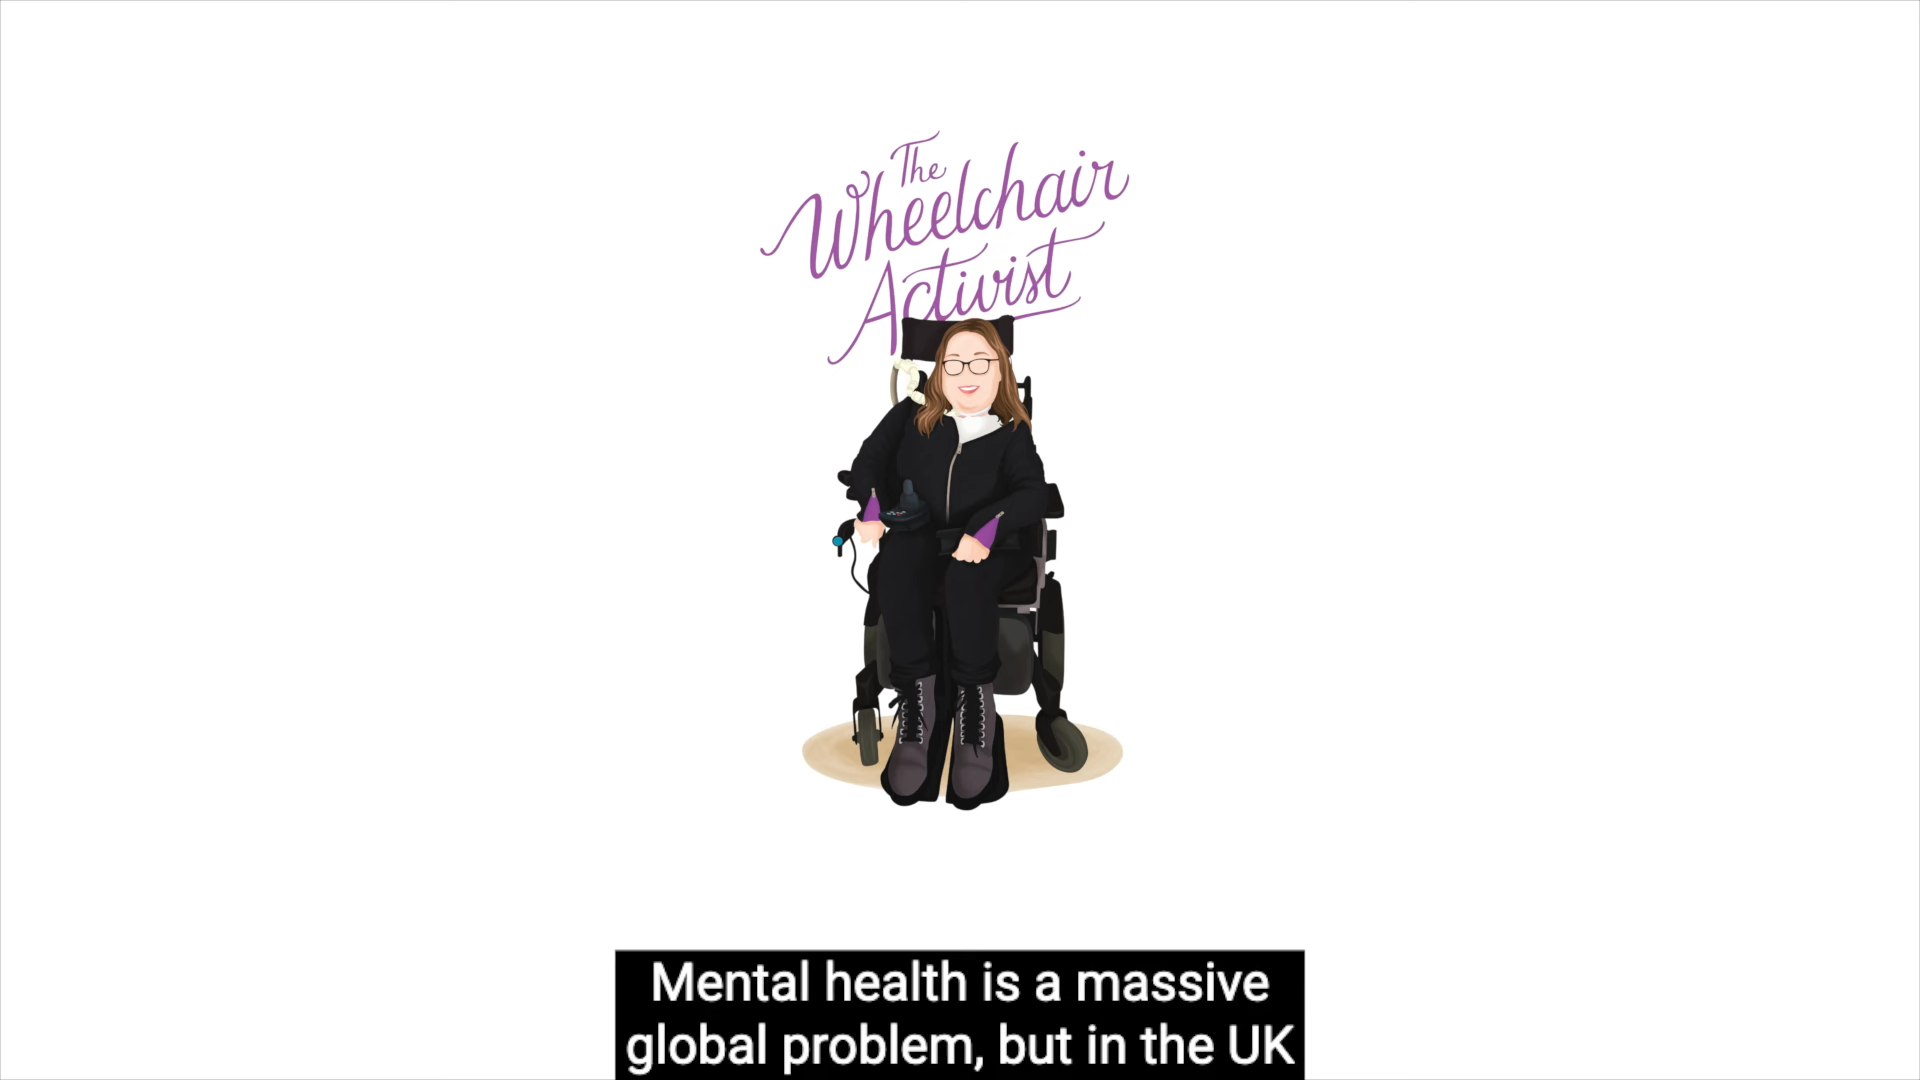 The
Wheelchair
Activist
Mental health is a massive
global problem, but in the UK